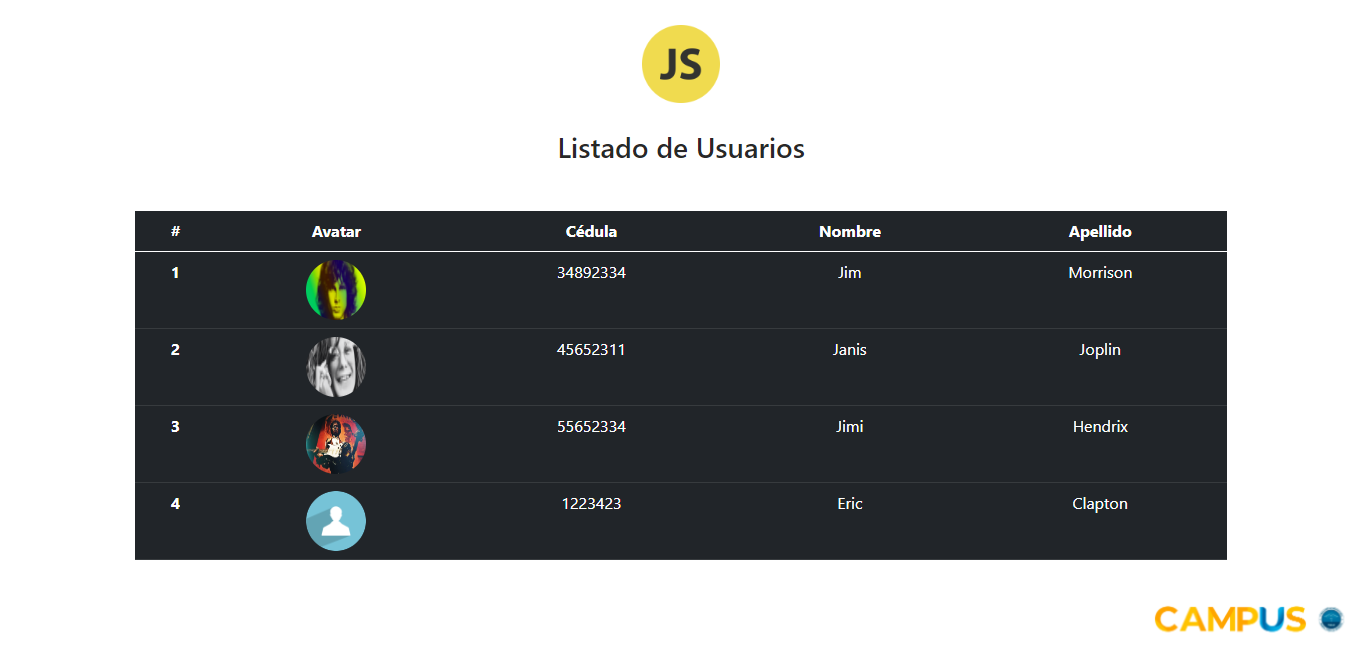 JS
Listado de Usuarios
# Avatar Cédula Nombre Apellido
1 34892334 Jim Morrison
2 45652311 Janis Joplin
3 55652334 Jimi Hendrix
4 1223423 Eric Clapton
CAMPUS